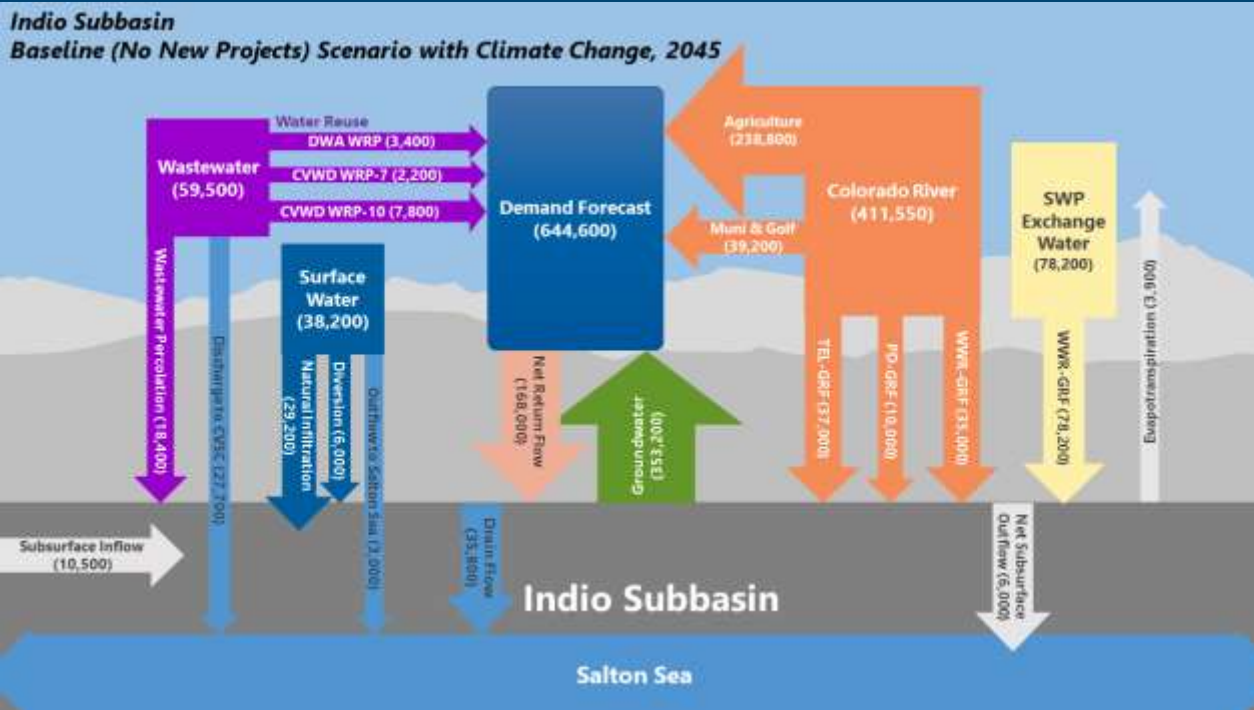 Indio Subbasin
Baseline (No New Projects) Scenario with Climate Change, 2045
Water Reuse
DWA WRP (3,400)
CVWD WRP-7 (2,200)
CVWD WRP-10 (7,800)
Wastewater
(59,500)
Wastewater Percolation (18,400)
Discharge to CVSC (27,700)
Surface
Water
(38,200)
Natural Infiltration
(29,200)
Diversion (6,000)
Outflow to Salton Sea (3,000)
Demand Forecast
(644,600)
Net Return Flow
(168,000)
Groundwater
(353,200)
Agriculture
(238,800)
Muni & Golf
(39,200)
Colorado River
(411,550)
TEL-GRF (37,000)
PD-GRF (10,000)
WWR-GRF (33,000)
SWP
Exchange
Water
(78,200)
WWR-GRF (78,200)
Evapotranspiration (3,900)
Subsurface Inflow
(10,500)
Drain Flow
(35,800)
Net Subsurface
Outflow (6,000)
Indio Subbasin
Salton Sea